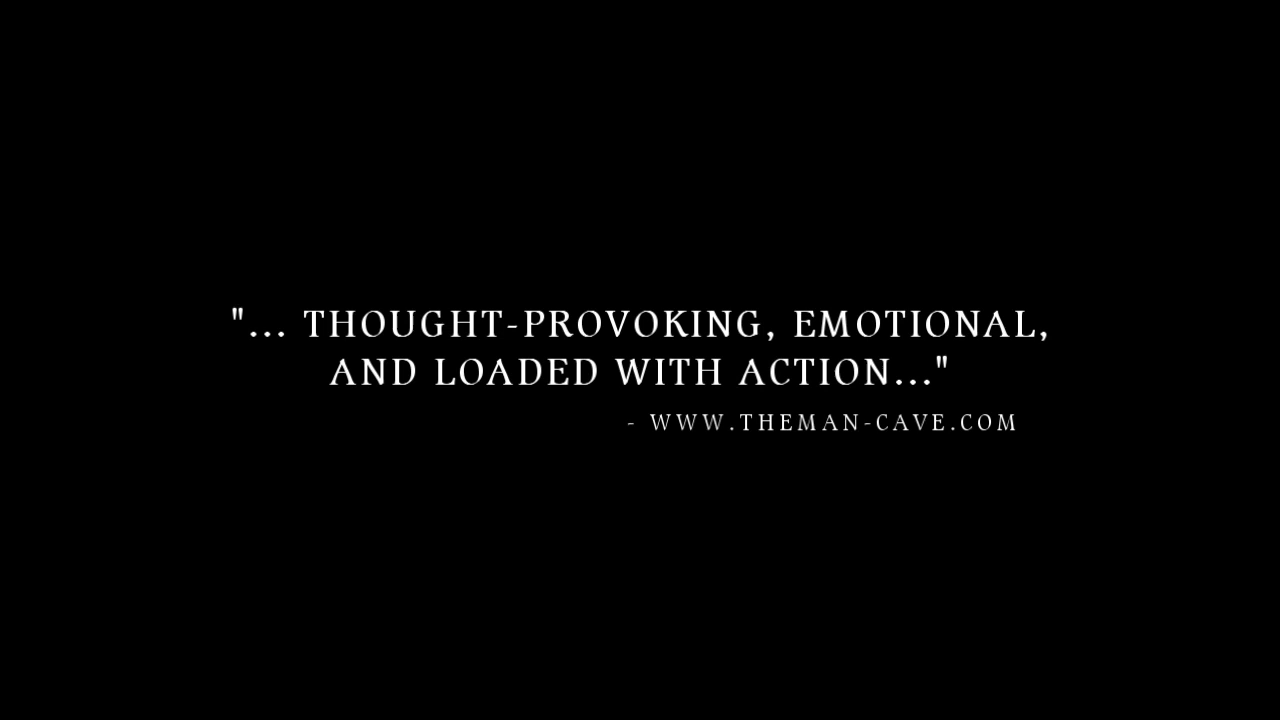 "... THOUGHT-PROVOKING, EMOTIONAL,
AND LOADED WITH ACTION..."
- WWW.THEMAN-CAVE.COM